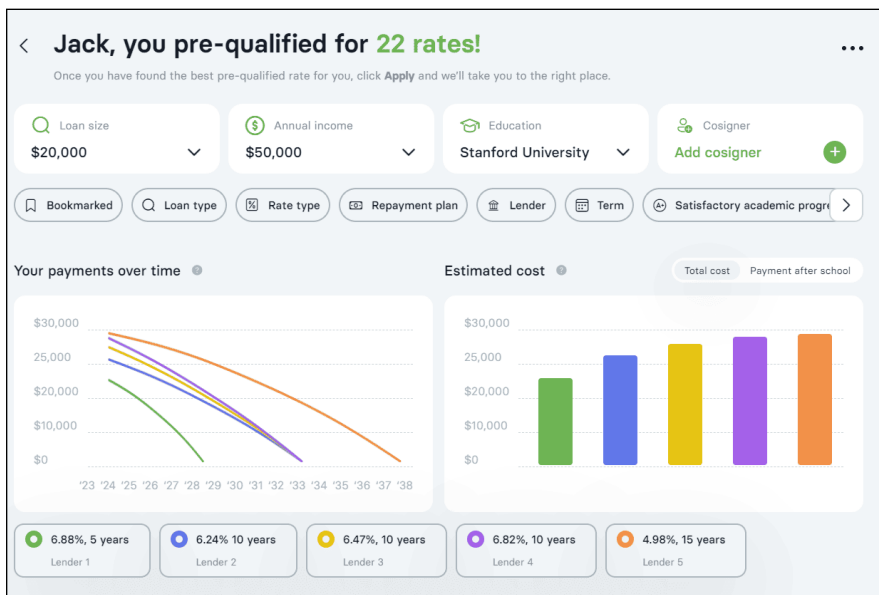 Jack, you pre-qualified for 22 rates!
Once you have found the best pre-qualified rate for you, click Apply and we'll take you to the right place.
Loan size
$20,000
Annual income
$50,000
Education
Stanford University
Cosigner
Add cosigner
Bookmarked
Loan type
Rate type
Repayment plan
Lender
Term
Satisfactory academic progre
Your payments over time
Estimated cost
Total cost
Payment after school
$30,000
25,000
$20,000
$10,000
$0
'23 '24 '25 '26 '27 '28 '29 '30 '31 '32 '33 '34 '35 '36 '37 '38
$30,000
25,000
$20,000
$10,000
$0
6.88%, 5 years
Lender 1
6.24% 10 years
Lender 2
6.47%, 10 years
Lender 3
6.82%, 10 years
Lender 4
4.98%, 15 years
Lender 5